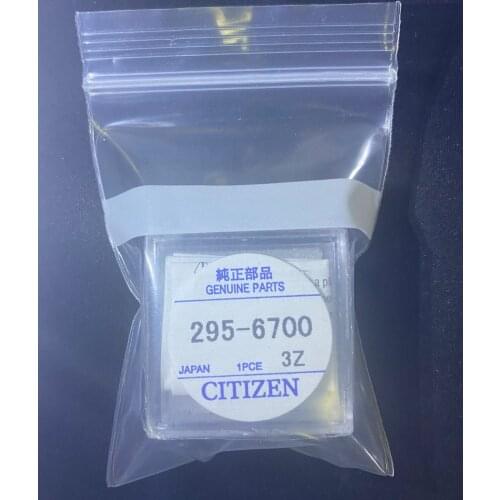 純正部品
GENUINE PARTS
295-6700
JAPAN 1PCE 3Z
CITIZEN